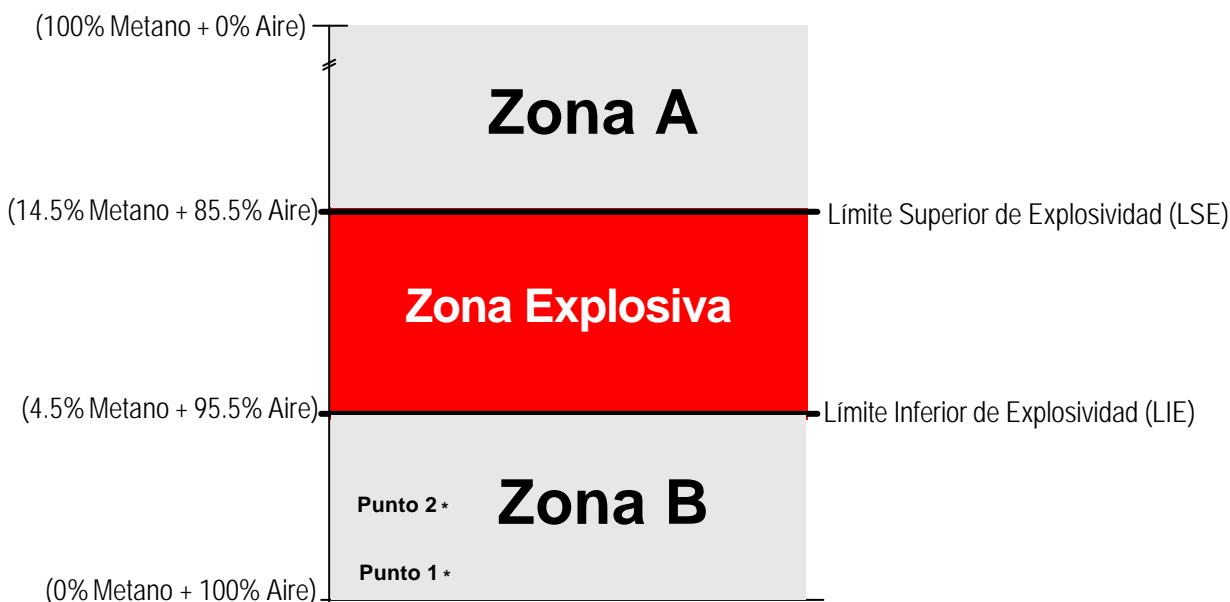 (100% Metano + 0% Aire)
Zona A
(14.5% Metano + 85.5% Aire)
Límite Superior de Explosividad (LSE)
Zona Explosiva
(4.5% Metano + 95.5% Aire)
Límite Inferior de Explosividad (LIE)
Punto 2 *
Zona B
Punto 1 *
(0% Metano + 100% Aire)